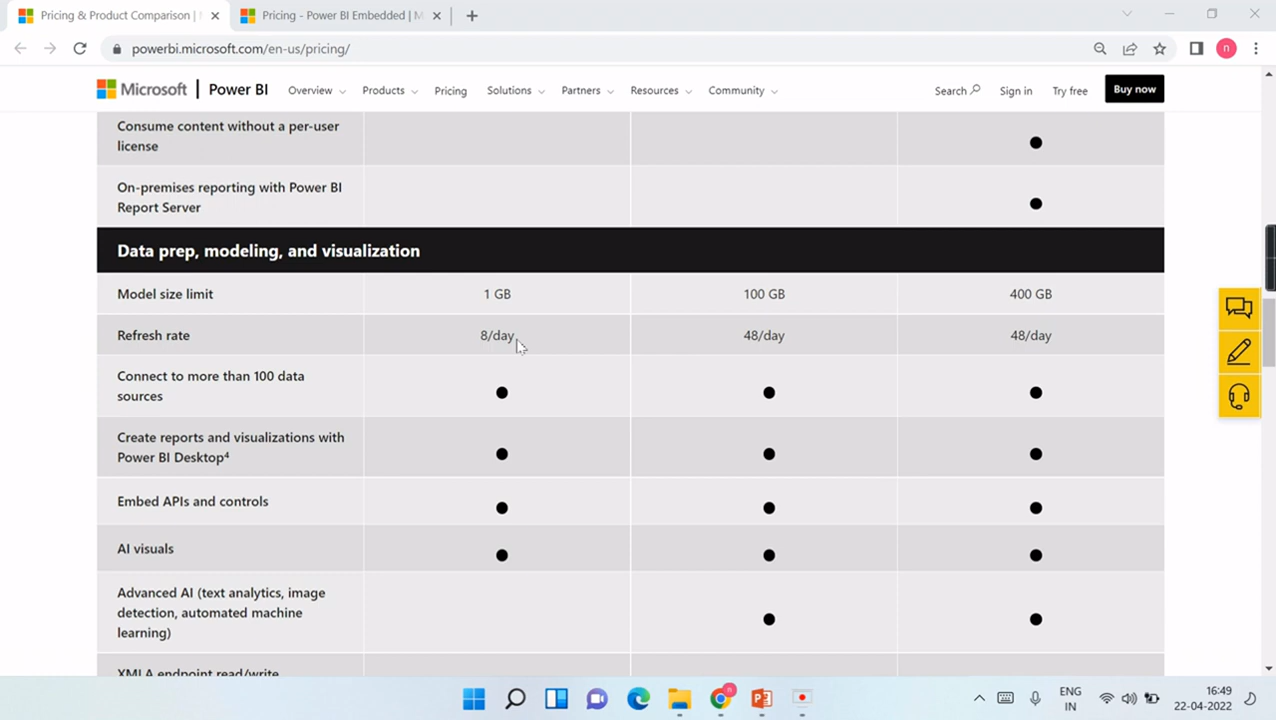 Pricing & Product Comparison |
Pricing - Power BI Embedded | M
powerbi.microsoft.com/en-us/pricing/
n
Microsoft | Power BI Overview Products Pricing Solutions Partners Resources Community Search Sign in Try free Buy now
Consume content without a per-user
license
On-premises reporting with Power BI
Report Server
Data prep, modeling, and visualization
Model size limit 1 GB 100 GB 400 GB
Refresh rate 8/day 48/day 48/day
Connect to more than 100 data
sources
Create reports and visualizations with
Power BI Desktop⁴
Embed APIs and controls
AI visuals
Advanced AI (text analytics, image
detection, automated machine
learning)
XMLA endpoint read/write
ENG
IN
16:49
22-04-2022